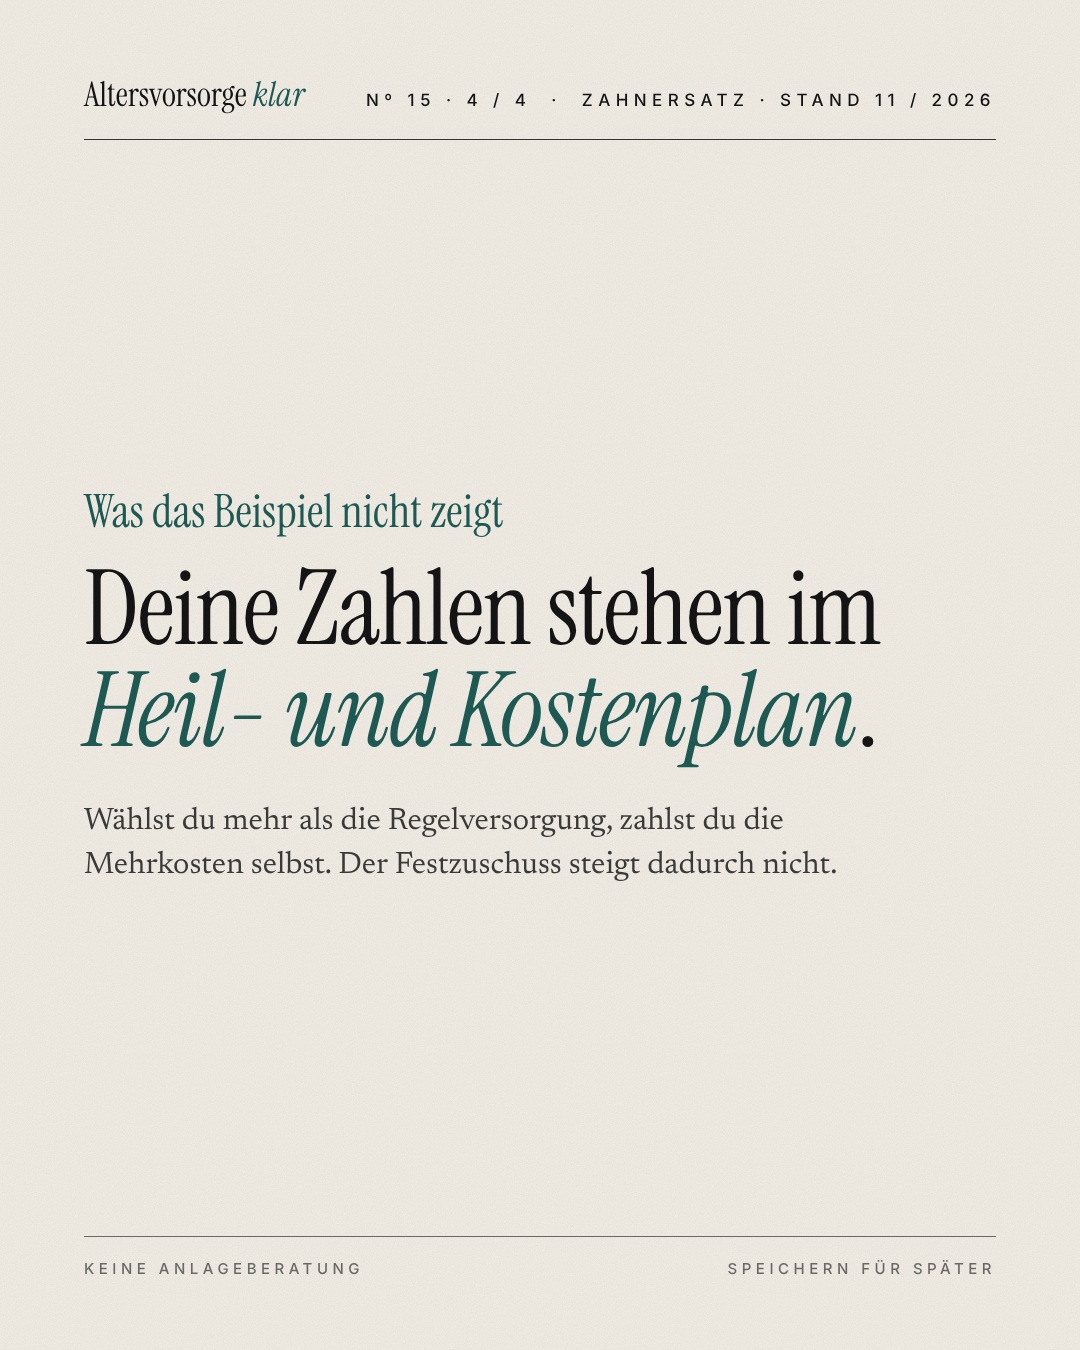 Altersvorsorge klar
Nº 15 · 4 / 4 · ZAHNERSATZ · STAND 11 / 2026
Was das Beispiel nicht zeigt
Deine Zahlen stehen im
Heil- und Kostenplan.
Wählst du mehr als die Regelversorgung, zahlst du die
Mehrkosten selbst. Der Festzuschuss steigt dadurch nicht.
KEINE ANLAGEBERATUNG
SPEICHERN FÜR SPÄTER